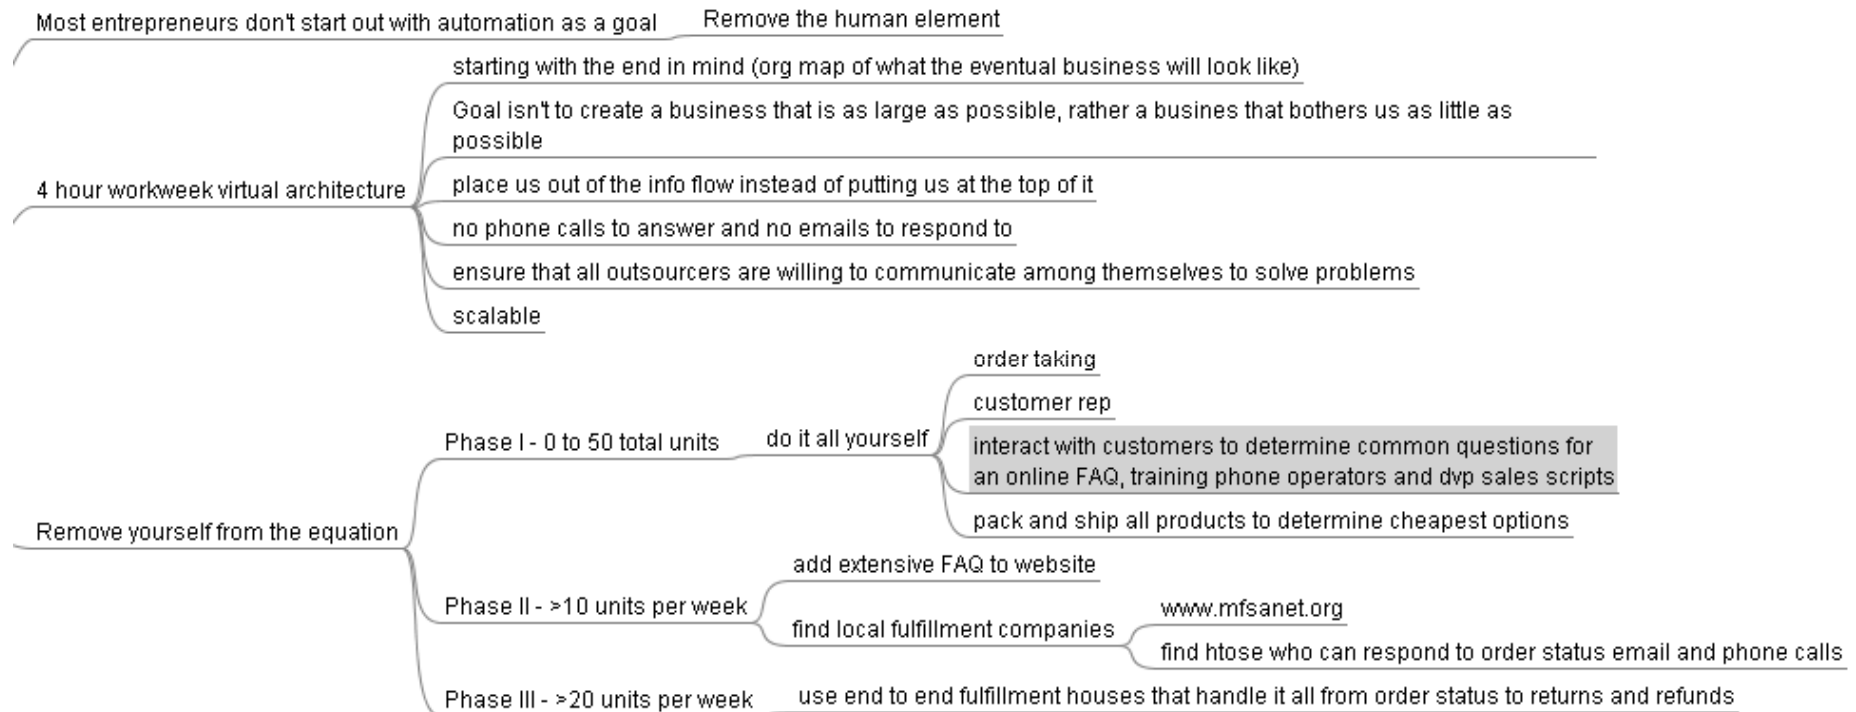 Most entrepreneurs don't start out with automation as a goal
Remove the human element
4 hour workweek virtual architecture
starting with the end in mind (org map of what the eventual business will look like)
Goal isn't to create a business that is as large as possible, rather a busines that bothers us as little as
possible
place us out of the info flow instead of putting us at the top of it
no phone calls to answer and no emails to respond to
ensure that all outsourcers are willing to communicate among themselves to solve problems
scalable
Remove yourself from the equation
Phase I - 0 to 50 total units
do it all yourself
order taking
customer rep
interact with customers to determine common questions for
an online FAQ, training phone operators and dvp sales scripts
pack and ship all products to determine cheapest options
Phase II - >10 units per week
add extensive FAQ to website
find local fulfillment companies
www.mfsanet.org
find htose who can respond to order status email and phone calls
Phase III - >20 units per week
use end to end fulfillment houses that handle it all from order status to returns and refunds